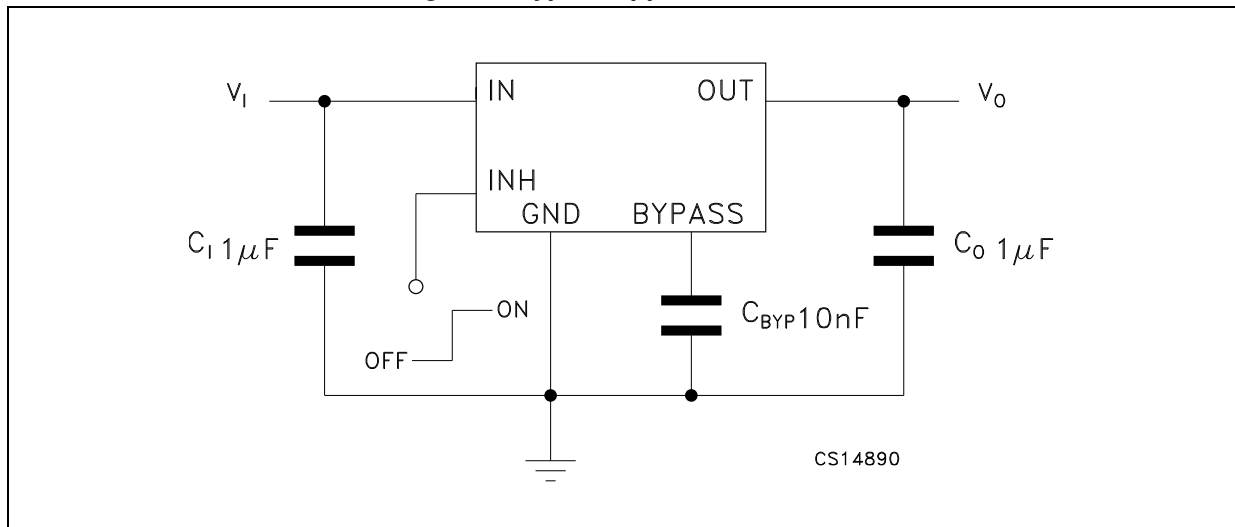 V_I
IN
OUT
V_O
INH
GND
BYPASS
C_I 1μF
C_O 1μF
C_BYP 10nF
ON
OFF
CS14890